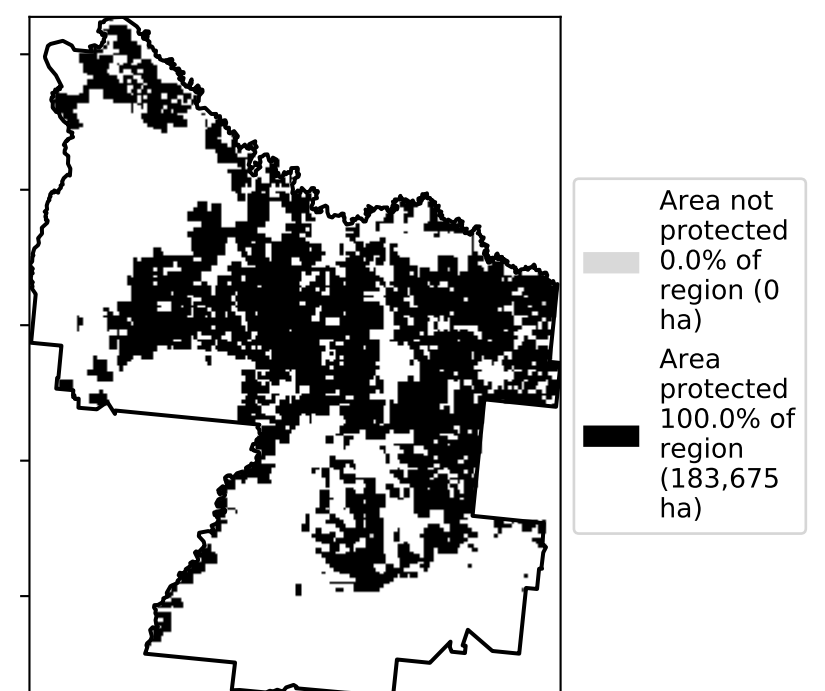 Area not
protected
0.0% of
region (0
ha)
Area
protected
100.0% of
region
(183,675
ha)